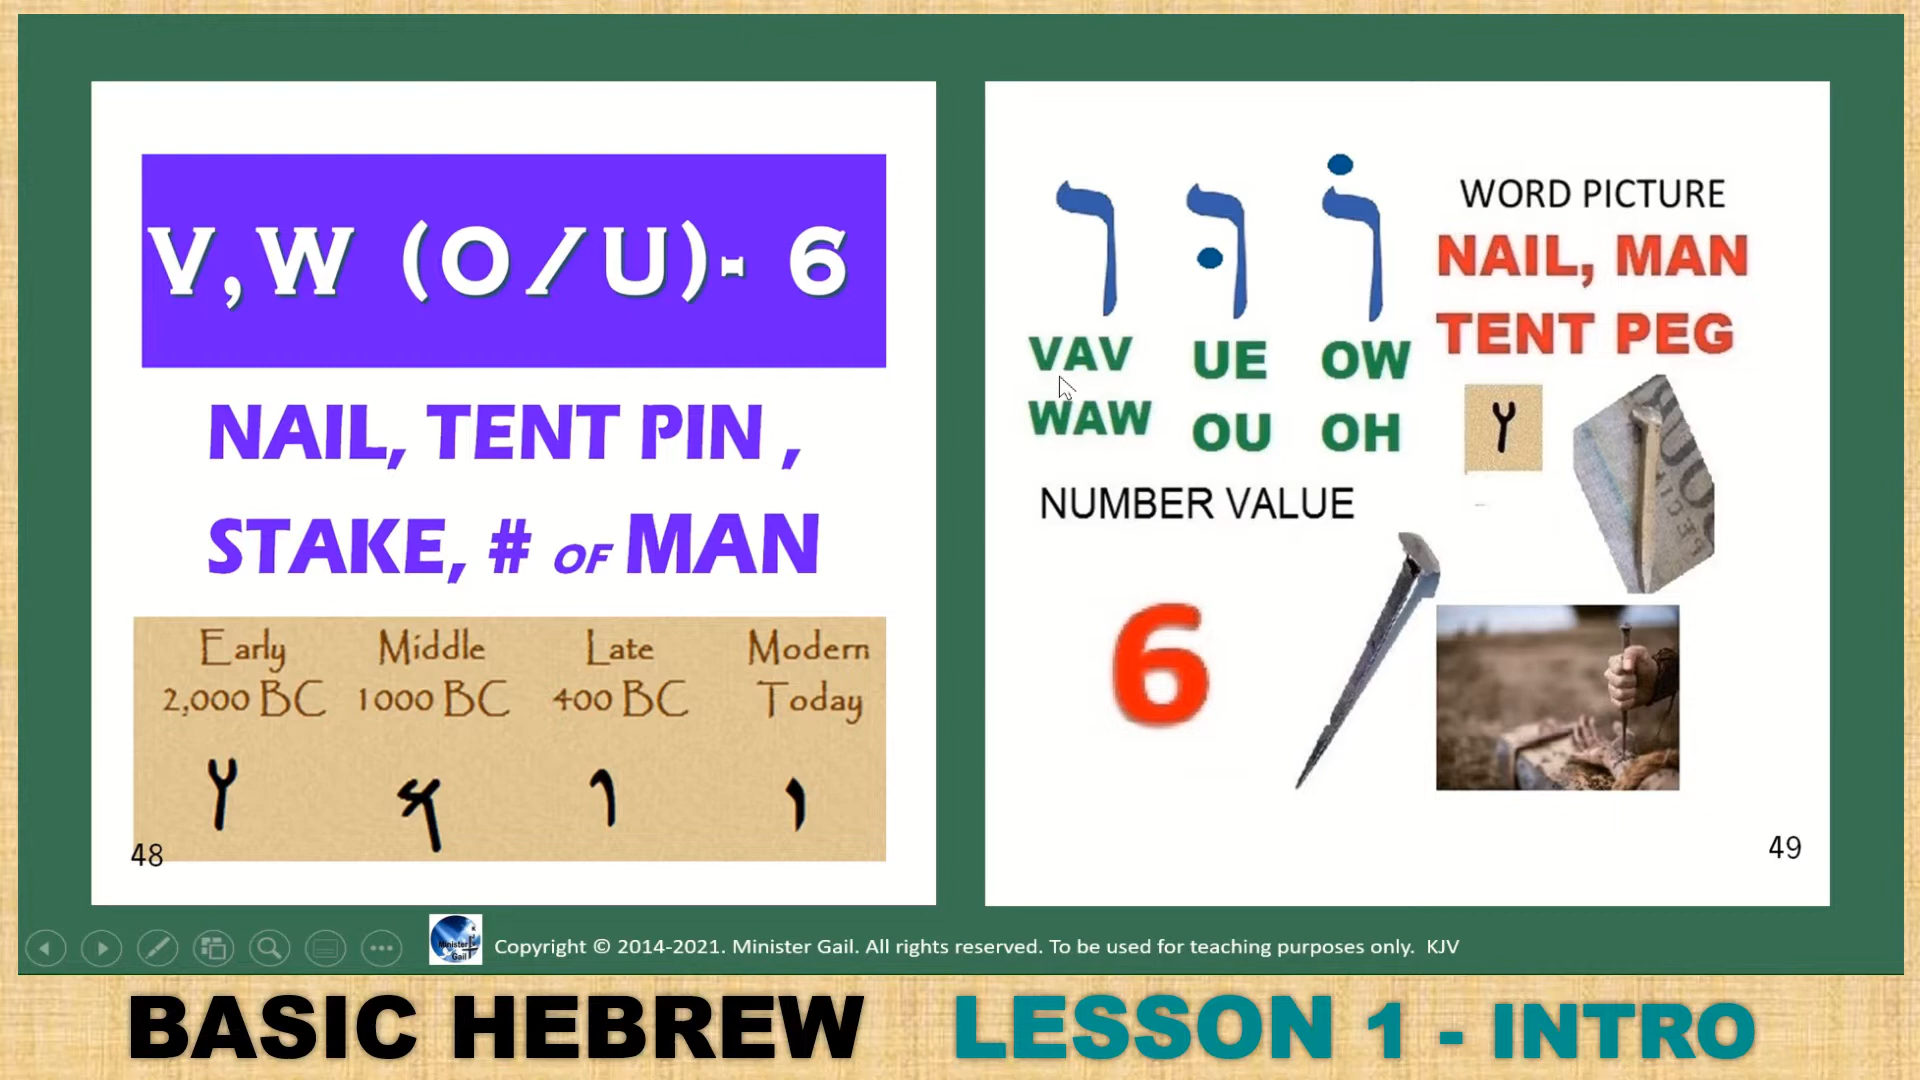 V,W (O/U)- 6
NAIL, TENT PIN ,
STAKE, # OF MAN
Early Middle Late Modern
2,000 BC 1000 BC 400 BC Today
48
ו וּ וֹ
VAV UE OW
WAW OU OH
WORD PICTURE
NAIL, MAN
TENT PEG
NUMBER VALUE
6
49
Minister
Gail
Copyright © 2014-2021. Minister Gail. All rights reserved. To be used for teaching purposes only. KJV
BASIC HEBREW LESSON 1 - INTRO